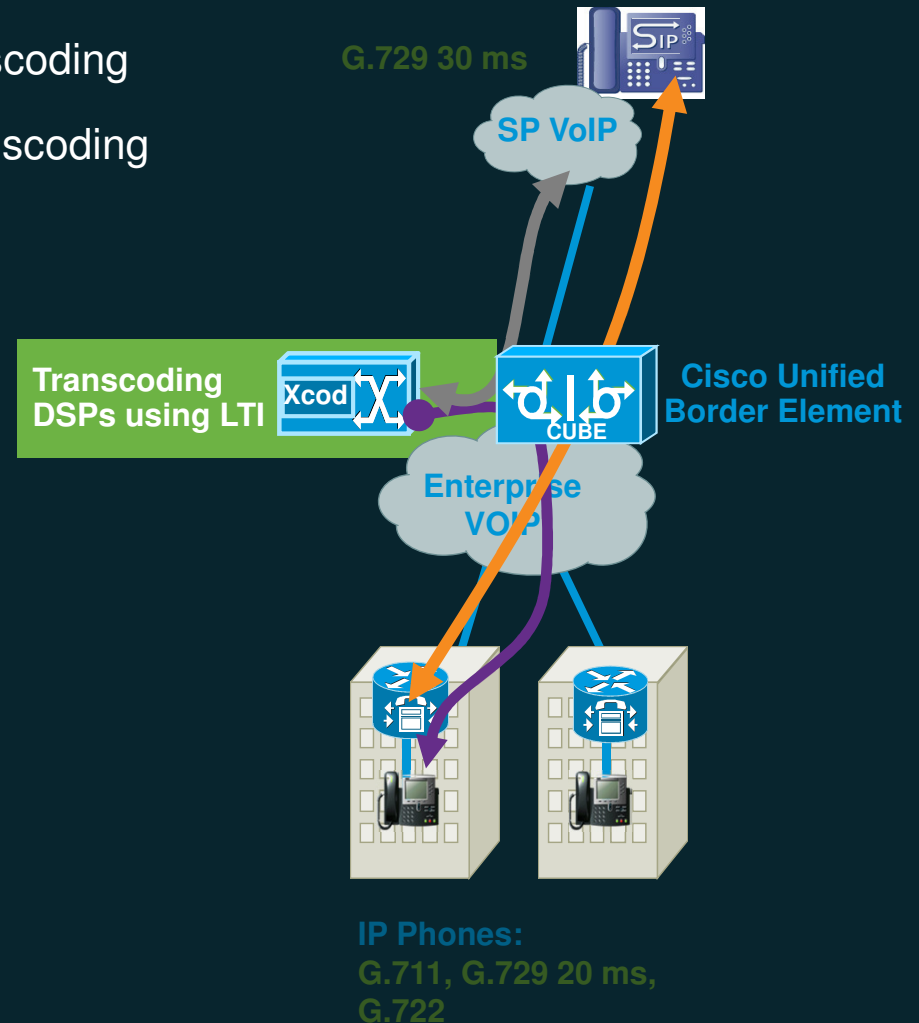 scoding
G.729 30 ms
SIP
nscoding
SP VoIP
Transcoding
DSPs using LTI
Xcod
CUBE
Cisco Unified
Border Element
Enterprise
VOIP
IP Phones:
G.711, G.729 20 ms,
G.722